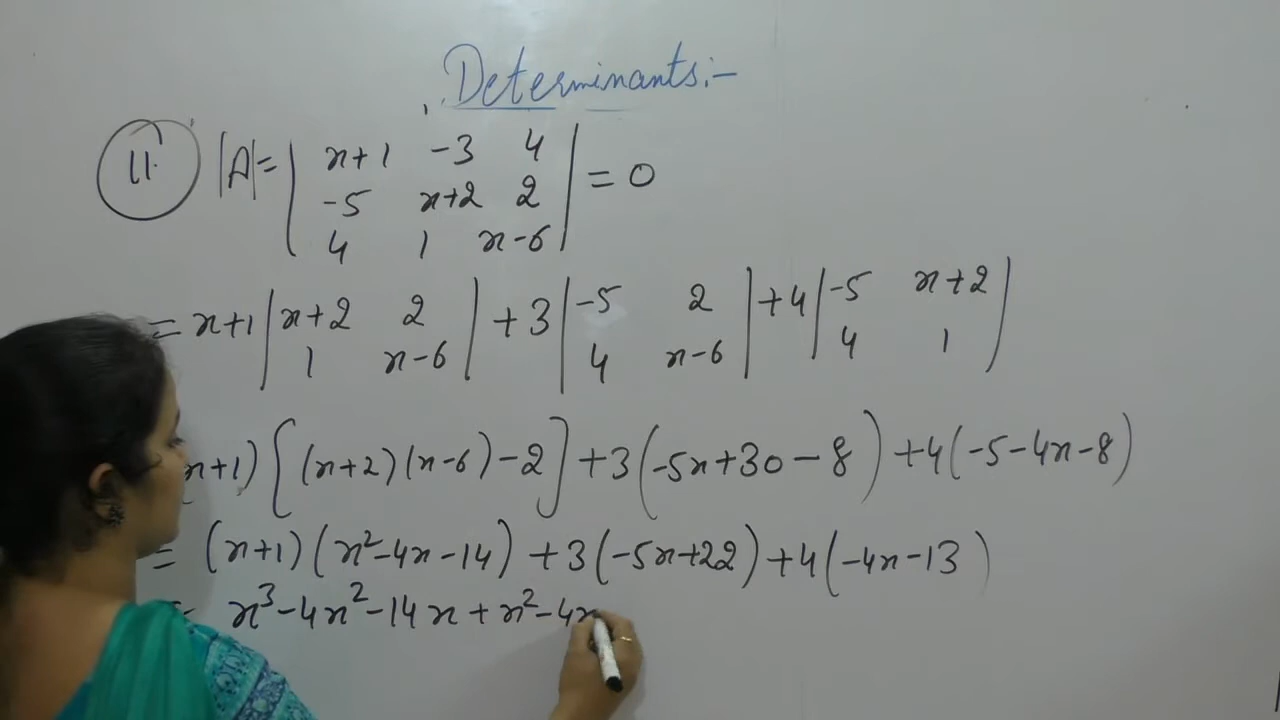 Determinants:-
11. |A|= | x+1 -3 4 | = 0
-5 x+2 2
4 1 x-6
= x+1 | x+2 2 | +3 | -5 2 | +4 | -5 x+2 |
1 x-6 4 x-6 4 1
x+1) [(x+2)(x-6)-2] +3(-5x+30-8) +4(-5-4x-8)
= (x+1)(x²-4x-14) +3(-5x+22) +4(-4x-13)
= x³-4x²-14x+x²-4x